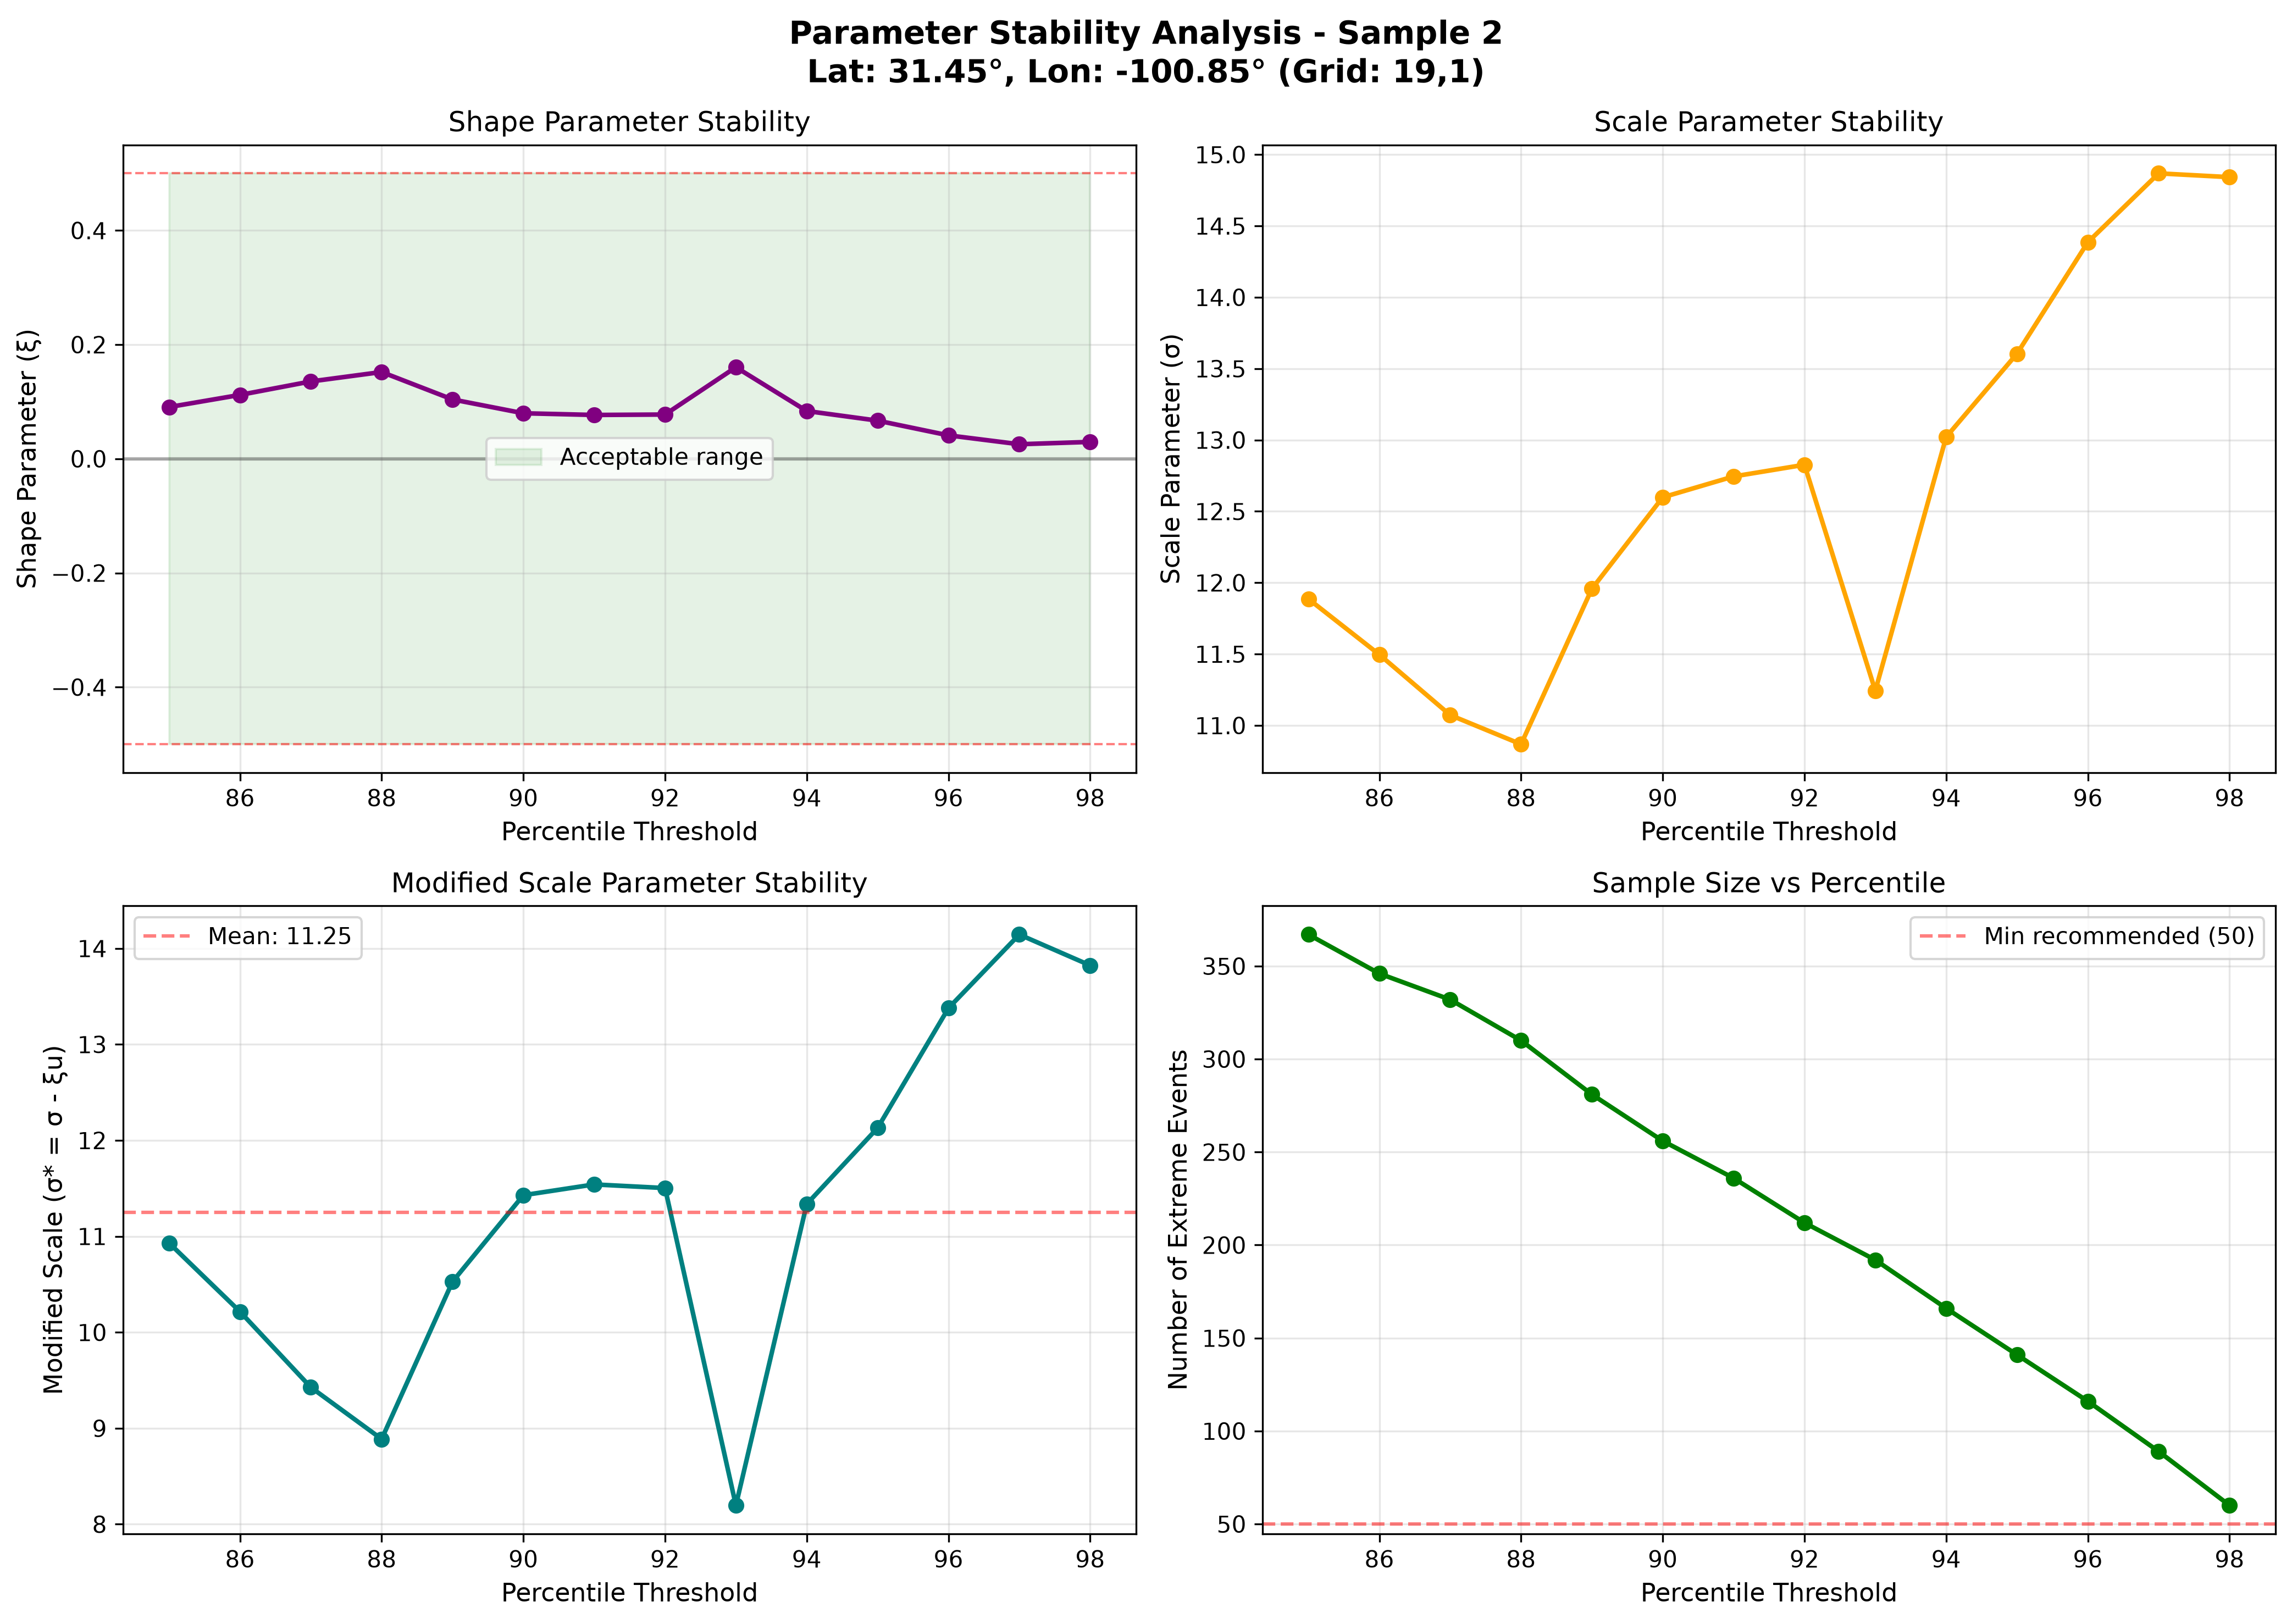 Parameter Stability Analysis - Sample 2
Lat: 31.45°, Lon: -100.85° (Grid: 19,1)
Shape Parameter Stability
Shape Parameter (ξ)
0.4
0.2
0.0
−0.2
−0.4
Acceptable range
86 88 90 92 94 96 98
Percentile Threshold
Scale Parameter Stability
Scale Parameter (σ)
15.0
14.5
14.0
13.5
13.0
12.5
12.0
11.5
11.0
86 88 90 92 94 96 98
Percentile Threshold
Modified Scale Parameter Stability
Modified Scale (σ* = σ - ξu)
Mean: 11.25
14
13
12
11
10
9
8
86 88 90 92 94 96 98
Percentile Threshold
Sample Size vs Percentile
Number of Extreme Events
Min recommended (50)
350
300
250
200
150
100
50
86 88 90 92 94 96 98
Percentile Threshold